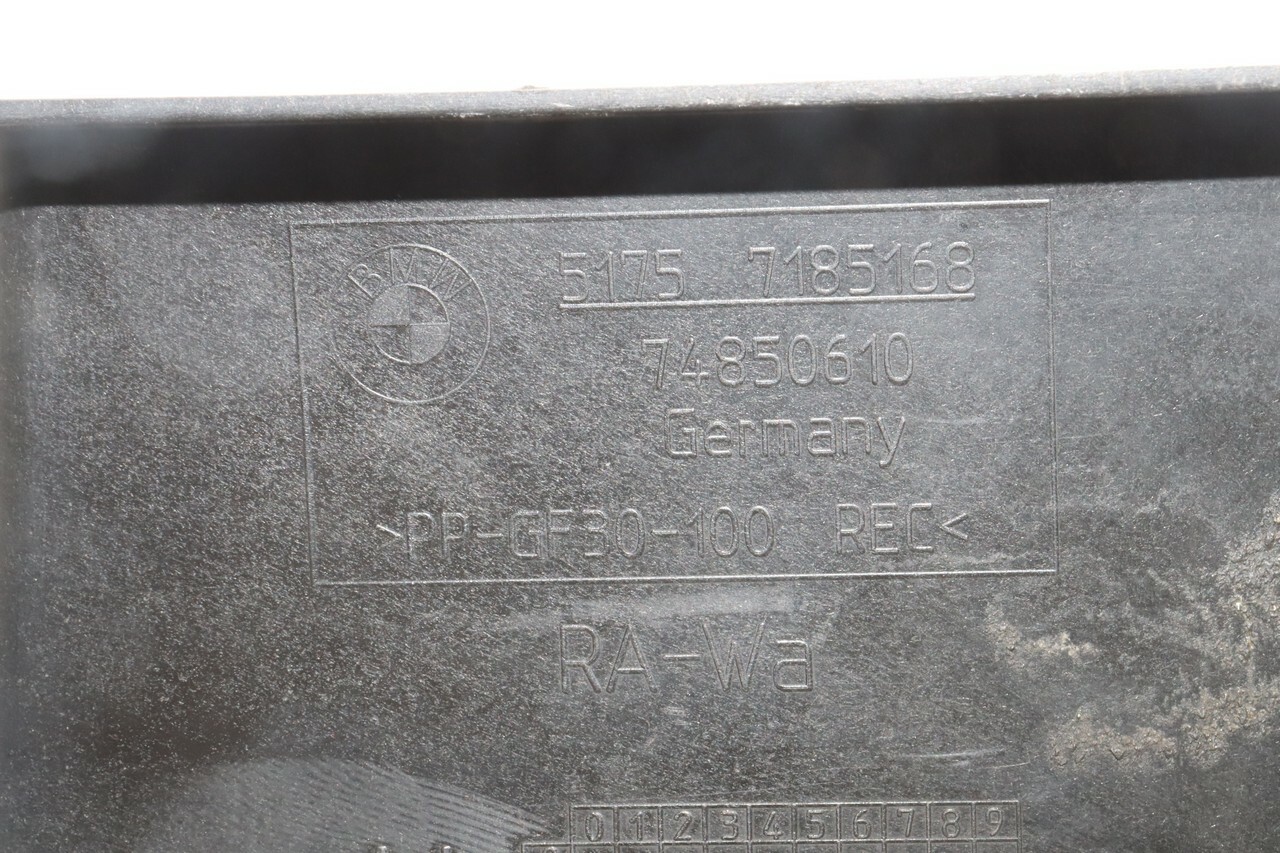 BMW
5175 7185168
74850610
Germany
>PP-GF30-100 REC<
RA-Wa
0 1 2 3 4 5 6 7 8 9